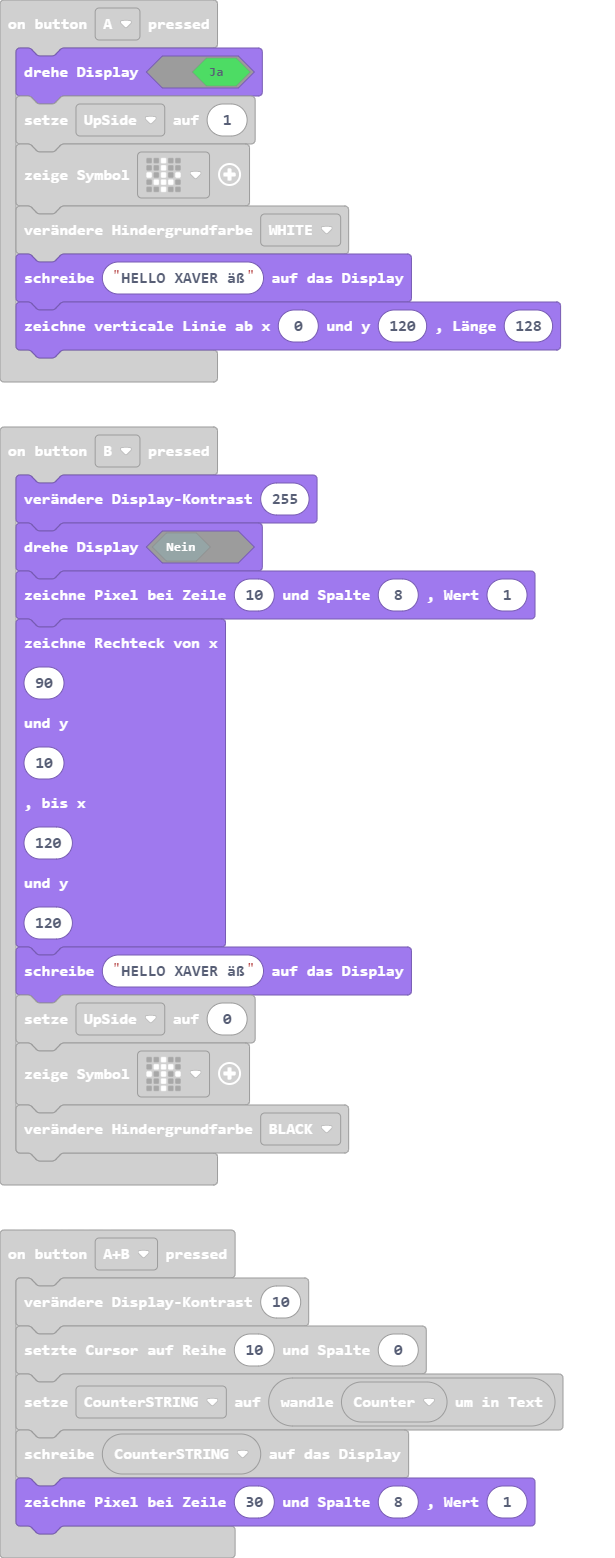 on button A pressed
drehe Display Ja
setze UpSide auf 1
zeige Symbol
verändere Hindergrundfarbe WHITE
schreibe "HELLO XAVER äß" auf das Display
zeichne verticale Linie ab x 0 und y 120 , Länge 128
on button B pressed
verändere Display-Kontrast 255
drehe Display Nein
zeichne Pixel bei Zeile 10 und Spalte 8 , Wert 1
zeichne Rechteck von x
90
und y
10
, bis x
120
und y
120
schreibe "HELLO XAVER äß" auf das Display
setze UpSide auf 0
zeige Symbol
verändere Hindergrundfarbe BLACK
on button A+B pressed
verändere Display-Kontrast 10
setzte Cursor auf Reihe 10 und Spalte 0
setze CounterSTRING auf wandle Counter um in Text
schreibe CounterSTRING auf das Display
zeichne Pixel bei Zeile 30 und Spalte 8 , Wert 1